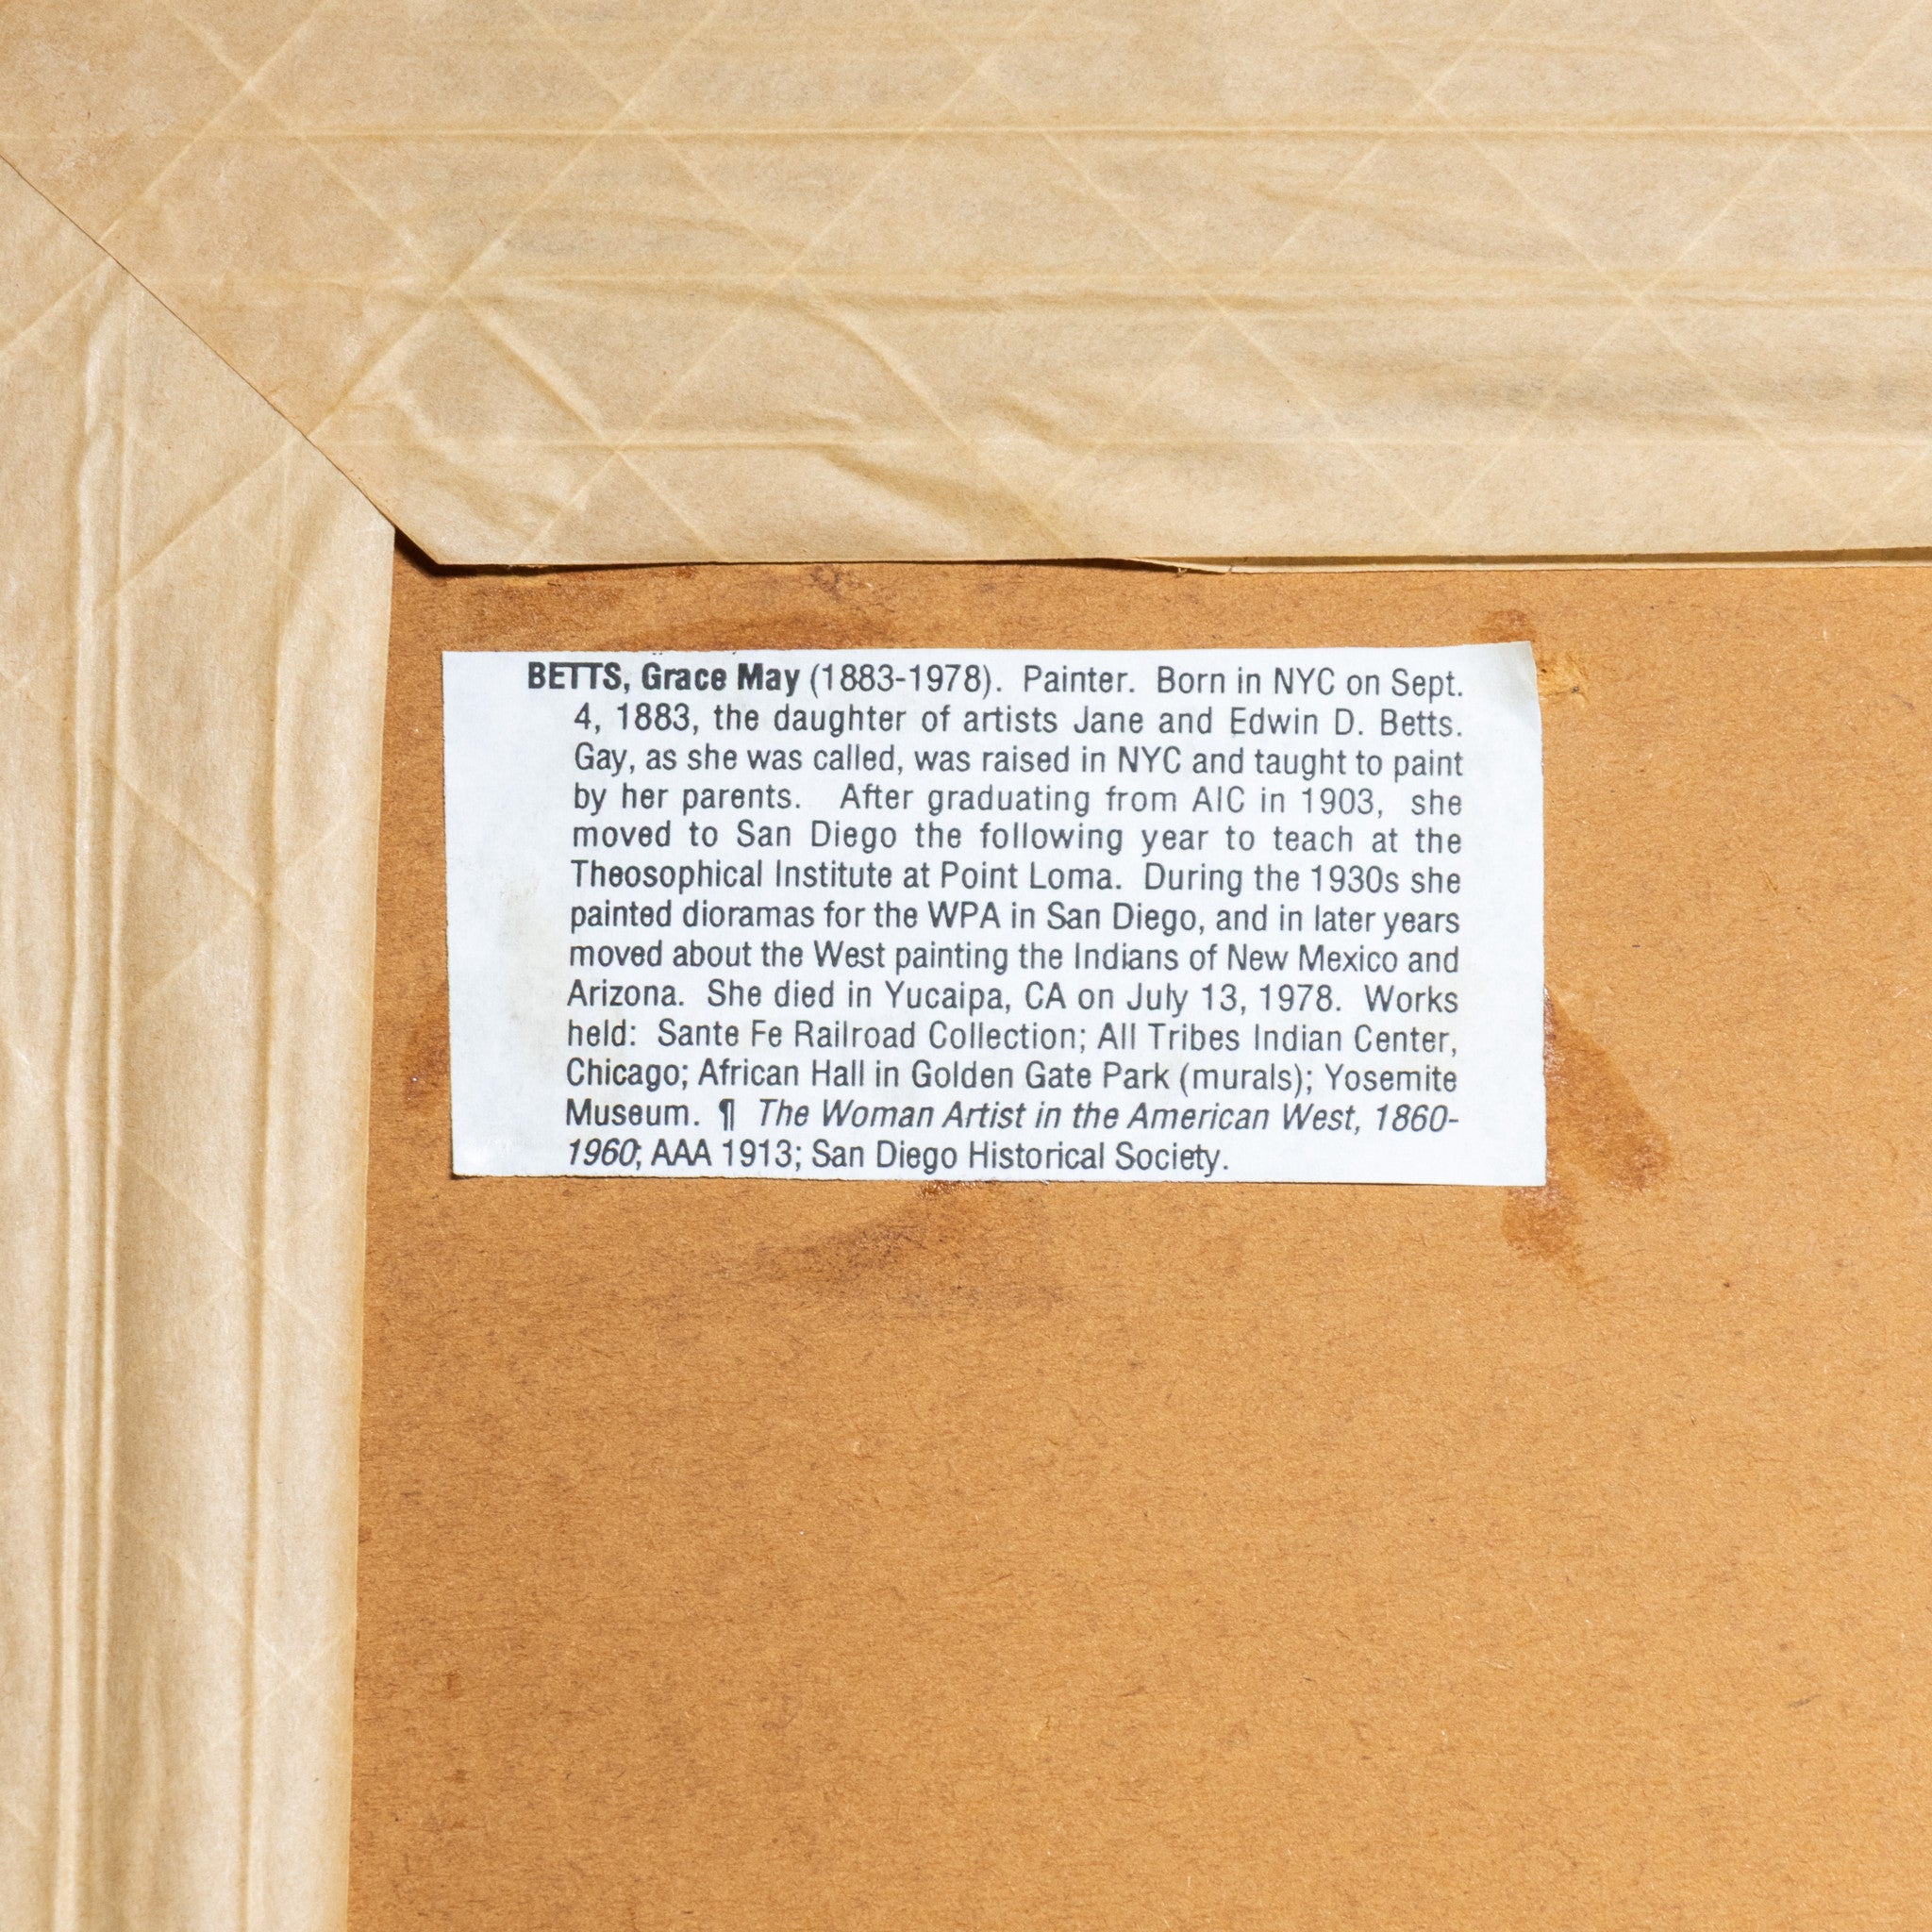 BETTS, Grace May (1883-1978). Painter. Born in NYC on Sept.
4, 1883, the daughter of artists Jane and Edwin D. Betts.
Gay, as she was called, was raised in NYC and taught to paint
by her parents. After graduating from AIC in 1903, she
moved to San Diego the following year to teach at the
Theosophical Institute at Point Loma. During the 1930s she
painted dioramas for the WPA in San Diego, and in later years
moved about the West painting the Indians of New Mexico and
Arizona. She died in Yucaipa, CA on July 13, 1978. Works
held: Sante Fe Railroad Collection; All Tribes Indian Center,
Chicago; African Hall in Golden Gate Park (murals); Yosemite
Museum. ¶ The Woman Artist in the American West, 1860-
1960; AAA 1913; San Diego Historical Society.